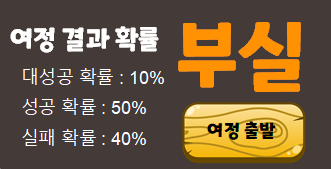 여정 결과 확률
대성공 확률 : 10%
성공 확률 : 50%
실패 확률 : 40%
부실
여정 출발